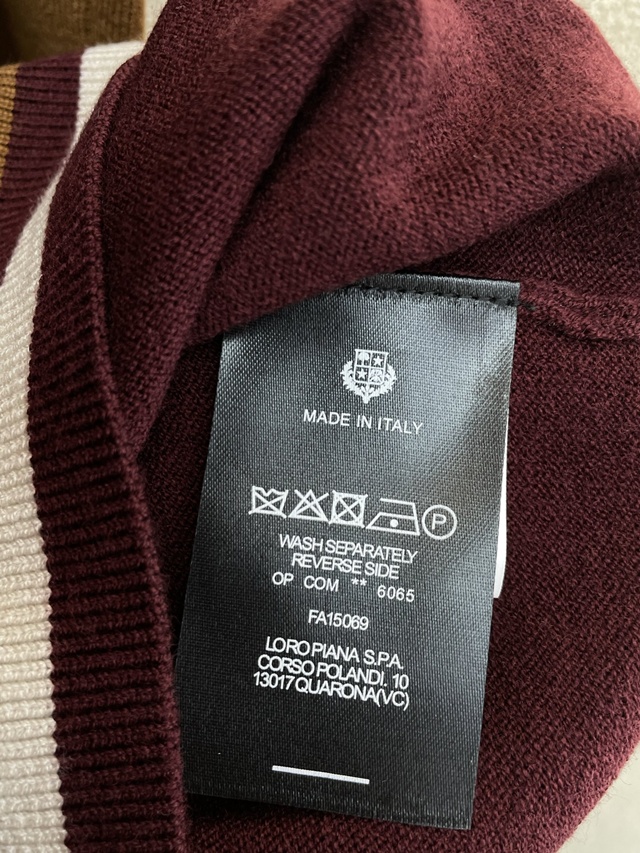 MADE IN ITALY
P
WASH SEPARATELY
REVERSE SIDE
OP COM ** 6065
FA15069
LORO PIANA S.P.A.
CORSO POLANDI. 10
13017 QUARONA(VC)